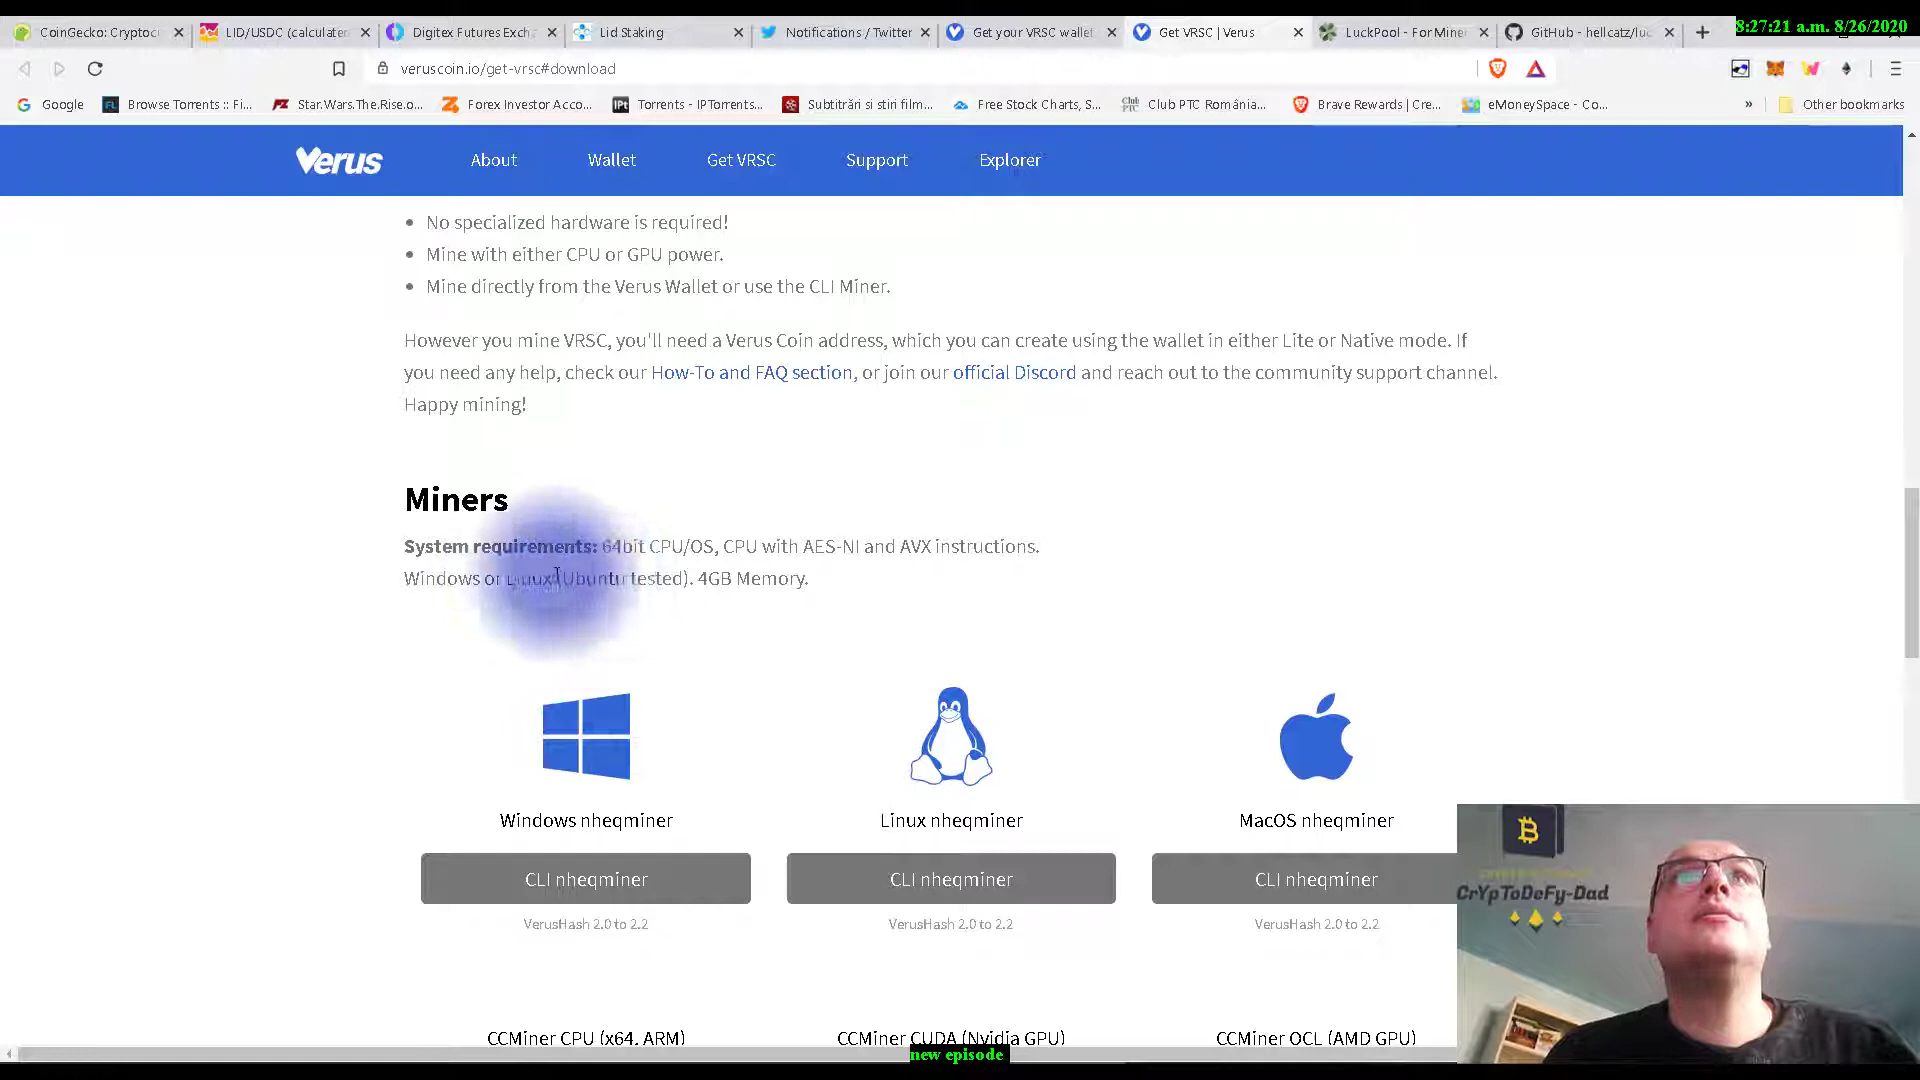 8:27:21 a.m. 8/26/2020
CoinGecko: Cryptoc
LID/USDC (calculater
Digitex Futures Exch
Lid Staking
Notifications / Twitter
Get your VRSC wallet
Get VRSC | Verus
LuckPool - For Miner
GitHub - hellcatz/luc
veruscoin.io/get-vrsc#download
Google
Browse Torrents :: Fi...
Star.Wars.The.Rise.o...
Forex Investor Acco...
Torrents - IPTorrents...
Subtitrări si stiri film...
Free Stock Charts, S...
Club PTC România...
Brave Rewards | Cre...
eMoneySpace - Co...
»
Other bookmarks
Verus
About
Wallet
Get VRSC
Support
Explorer
• No specialized hardware is required!
• Mine with either CPU or GPU power.
• Mine directly from the Verus Wallet or use the CLI Miner.
However you mine VRSC, you'll need a Verus Coin address, which you can create using the wallet in either Lite or Native mode. If
you need any help, check our How-To and FAQ section, or join our official Discord and reach out to the community support channel.
Happy mining!
Miners
System requirements: 64bit CPU/OS, CPU with AES-NI and AVX instructions.
Windows or Linux (Ubuntu tested). 4GB Memory.
Windows nheqminer
Linux nheqminer
MacOS nheqminer
CLI nheqminer
CLI nheqminer
CLI nheqminer
VerusHash 2.0 to 2.2
VerusHash 2.0 to 2.2
VerusHash 2.0 to 2.2
CrYpToDeFy-Dad
CCMiner CPU (x64, ARM)
CCMiner CUDA (Nvidia GPU)
CCMiner OCL (AMD GPU)
new episode